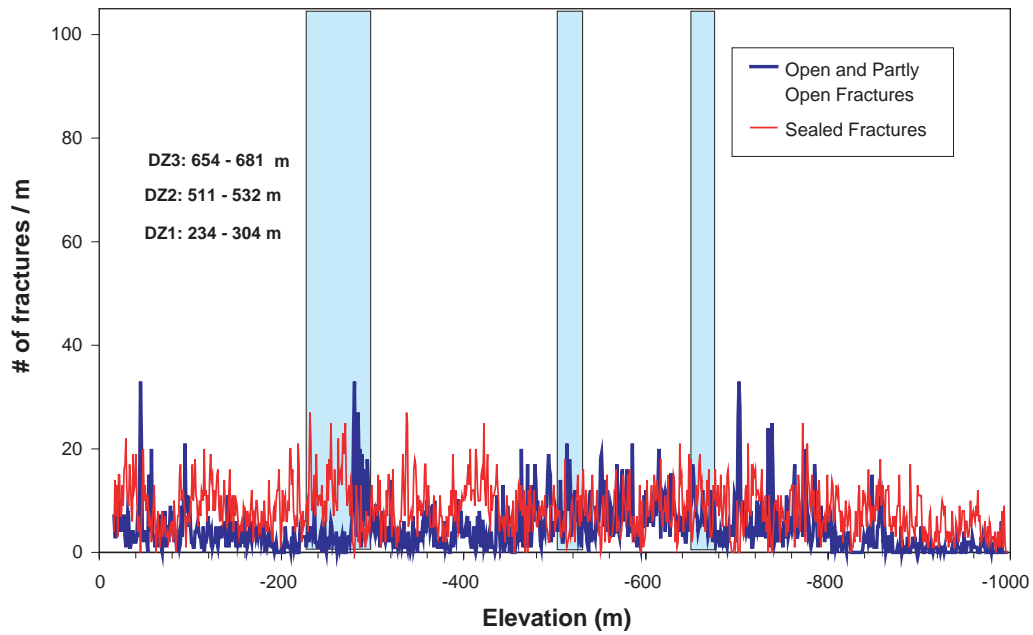 100
80
60
40
20
0
# of fractures / m
Open and Partly
Open Fractures
Sealed Fractures
DZ3: 654 - 681 m
DZ2: 511 - 532 m
DZ1: 234 - 304 m
0
-200
-400
-600
-800
-1000
Elevation (m)